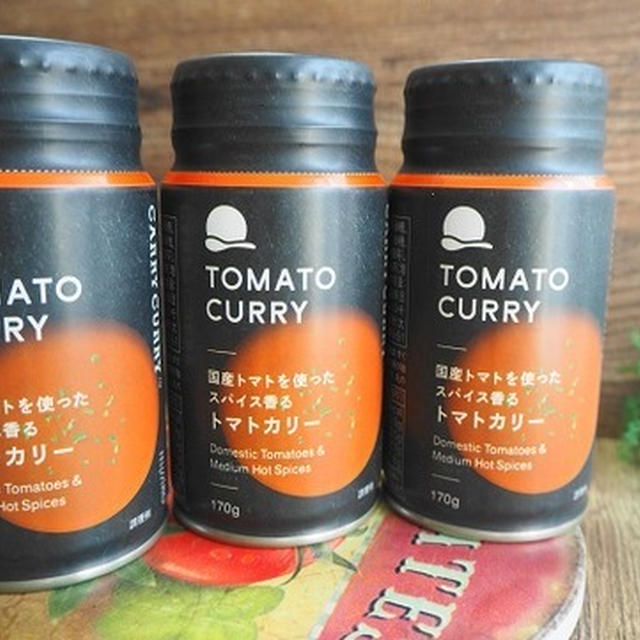 MATO
RRY
トを使った
ス香る
カリー
Tomatoes &
Hot Spices
CARRY CURRY
TOMATO
CURRY
国産トマトを使った
スパイス香る
トマトカリー
Domestic Tomatoes &
Medium Hot Spices
170g
TOMATO
CURRY
国産トマトを使った
スパイス香る
トマトカリー
Domestic Tomatoes &
Medium Hot Spices
170g